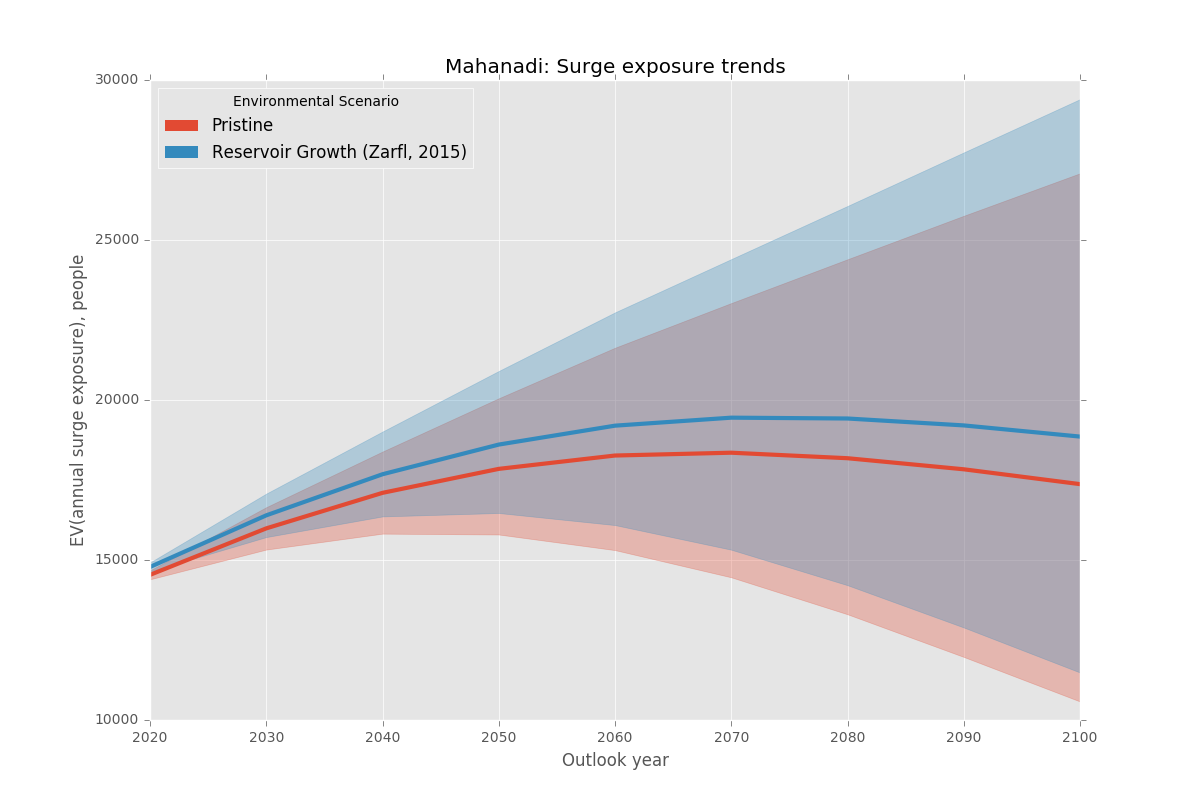 Mahanadi: Surge exposure trends
30000
25000
20000
15000
10000
EV(annual surge exposure), people
Environmental Scenario
Pristine
Reservoir Growth (Zarfl, 2015)
2020 2030 2040 2050 2060 2070 2080 2090 2100
Outlook year